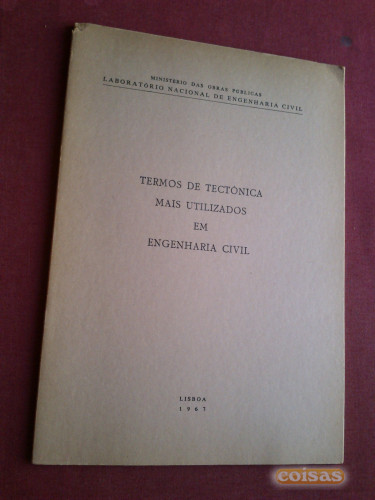 MINISTÉRIO DAS OBRAS PÚBLICAS
LABORATÓRIO NACIONAL DE ENGENHARIA CIVIL
TERMOS DE TECTÓNICA
MAIS UTILIZADOS
EM
ENGENHARIA CIVIL
LISBOA
1967
coisas